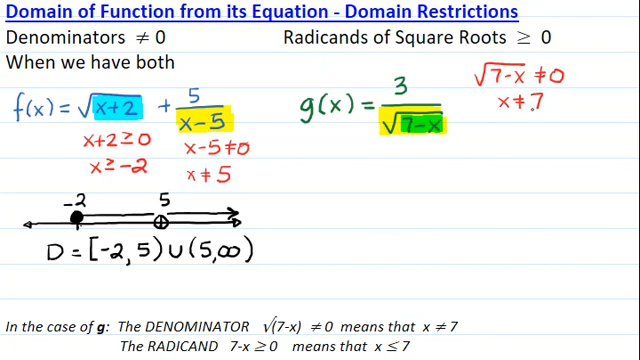 Domain of Function from its Equation - Domain Restrictions
Denominators ≠ 0
Radicands of Square Roots ≥ 0
When we have both
f(x) = √(x+2) + 5/(x-5)
x+2 ≥ 0
x ≥ -2
x-5 ≠ 0
x ≠ 5
g(x) = 3/√(7-x)
√(7-x) ≠ 0
x ≠ 7
-2 5
D = [-2, 5) ∪ (5, ∞)
In the case of g: The DENOMINATOR √(7-x) ≠ 0 means that x ≠ 7
The RADICAND 7-x ≥ 0 means that x ≤ 7